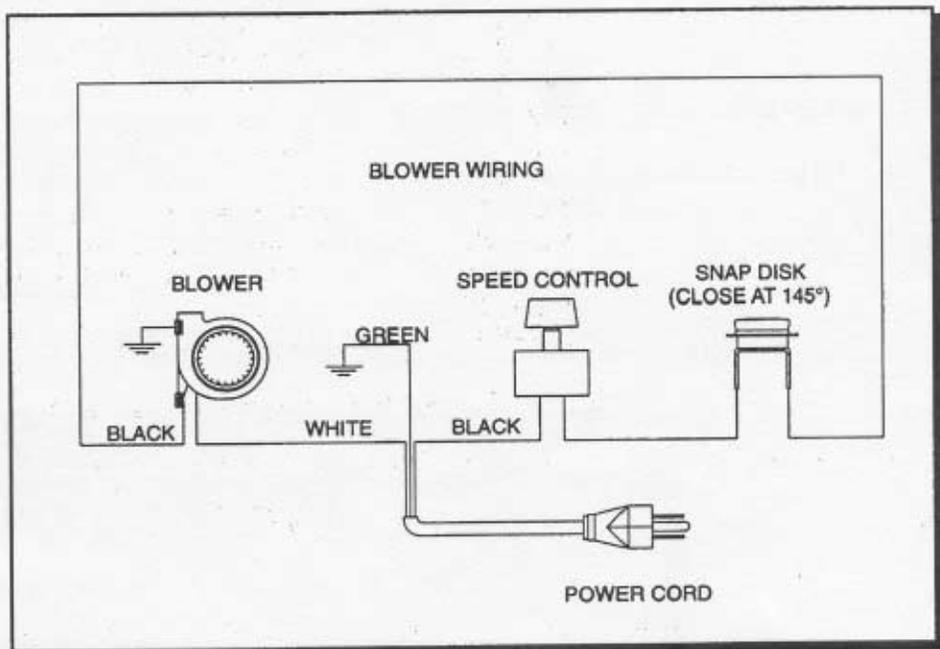 BLOWER WIRING
BLOWER
SPEED CONTROL
SNAP DISK
(CLOSE AT 145°)
GREEN
BLACK
WHITE
BLACK
POWER CORD